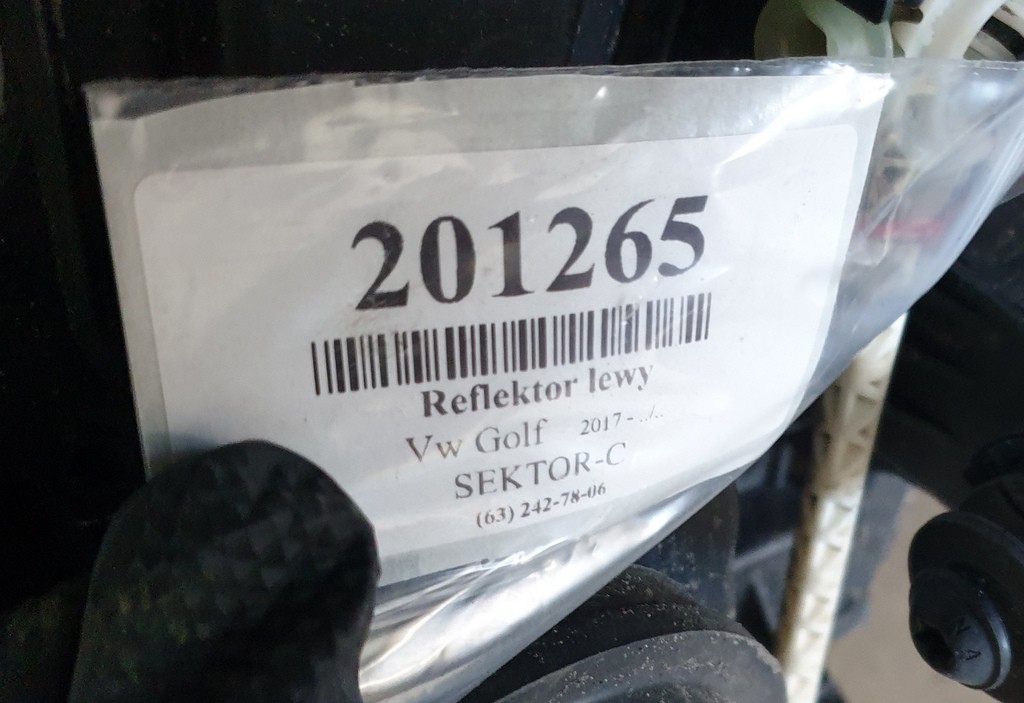 201265
Reflektor lewy
Vw Golf 2017 - ../..
SEKTOR-C
(63) 242-78-06